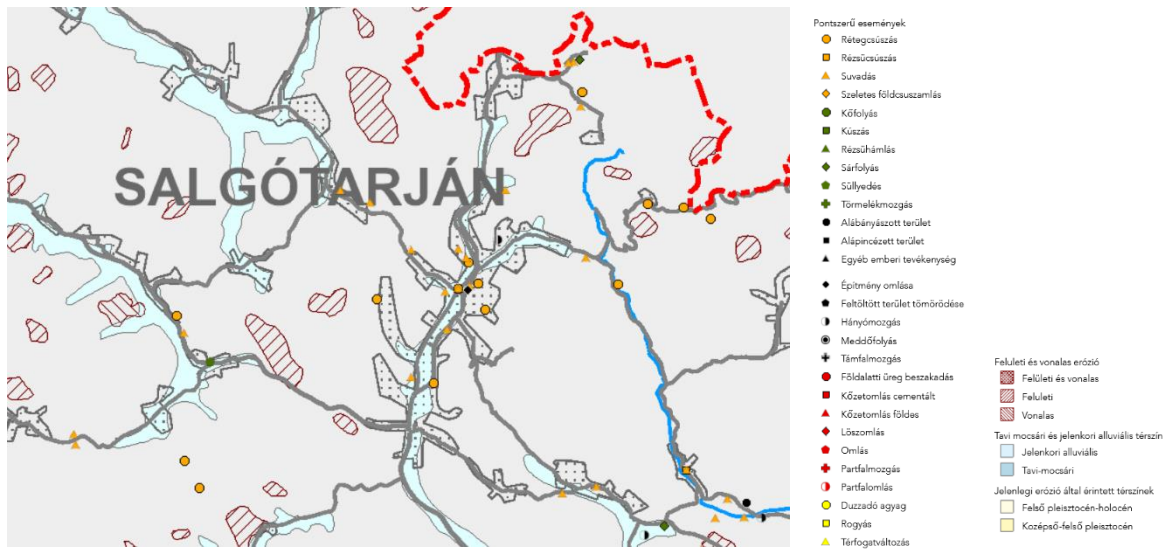 SALGÓTARJÁN
Pontszerű események
Rétegcsúszás
Rézsűcsúszás
Suvadás
Szeletes földcsuszamlás
Kőfolyás
Kúszás
Rézsűhámlás
Sárfolyás
Süllyedés
Törmelékmozgás
Alábányászott terület
Alápincézett terület
Egyéb emberi tevékenység
Építmény omlása
Feltöltött terület tömörödése
Hányómozgás
Meddőfolyás
Támfalmozgás
Földalatti üreg beszakadás
Kőzetomlás cementált
Kőzetomlás földes
Löszomlás
Omlás
Partfalmozgás
Partfalomlás
Duzzadó agyag
Rogyás
Térfogatváltozás
Feluleti és vonalas erózió
Felületi és vonalas
Feluleti
Vonalas
Tavi mocsári és jelenkori alluviális térszín
Jelenkori alluviális
Tavi-mocsári
Jelenlegi erózió által érintett térszínek
Felső pleisztocén-holocén
Középső-felső pleisztocén